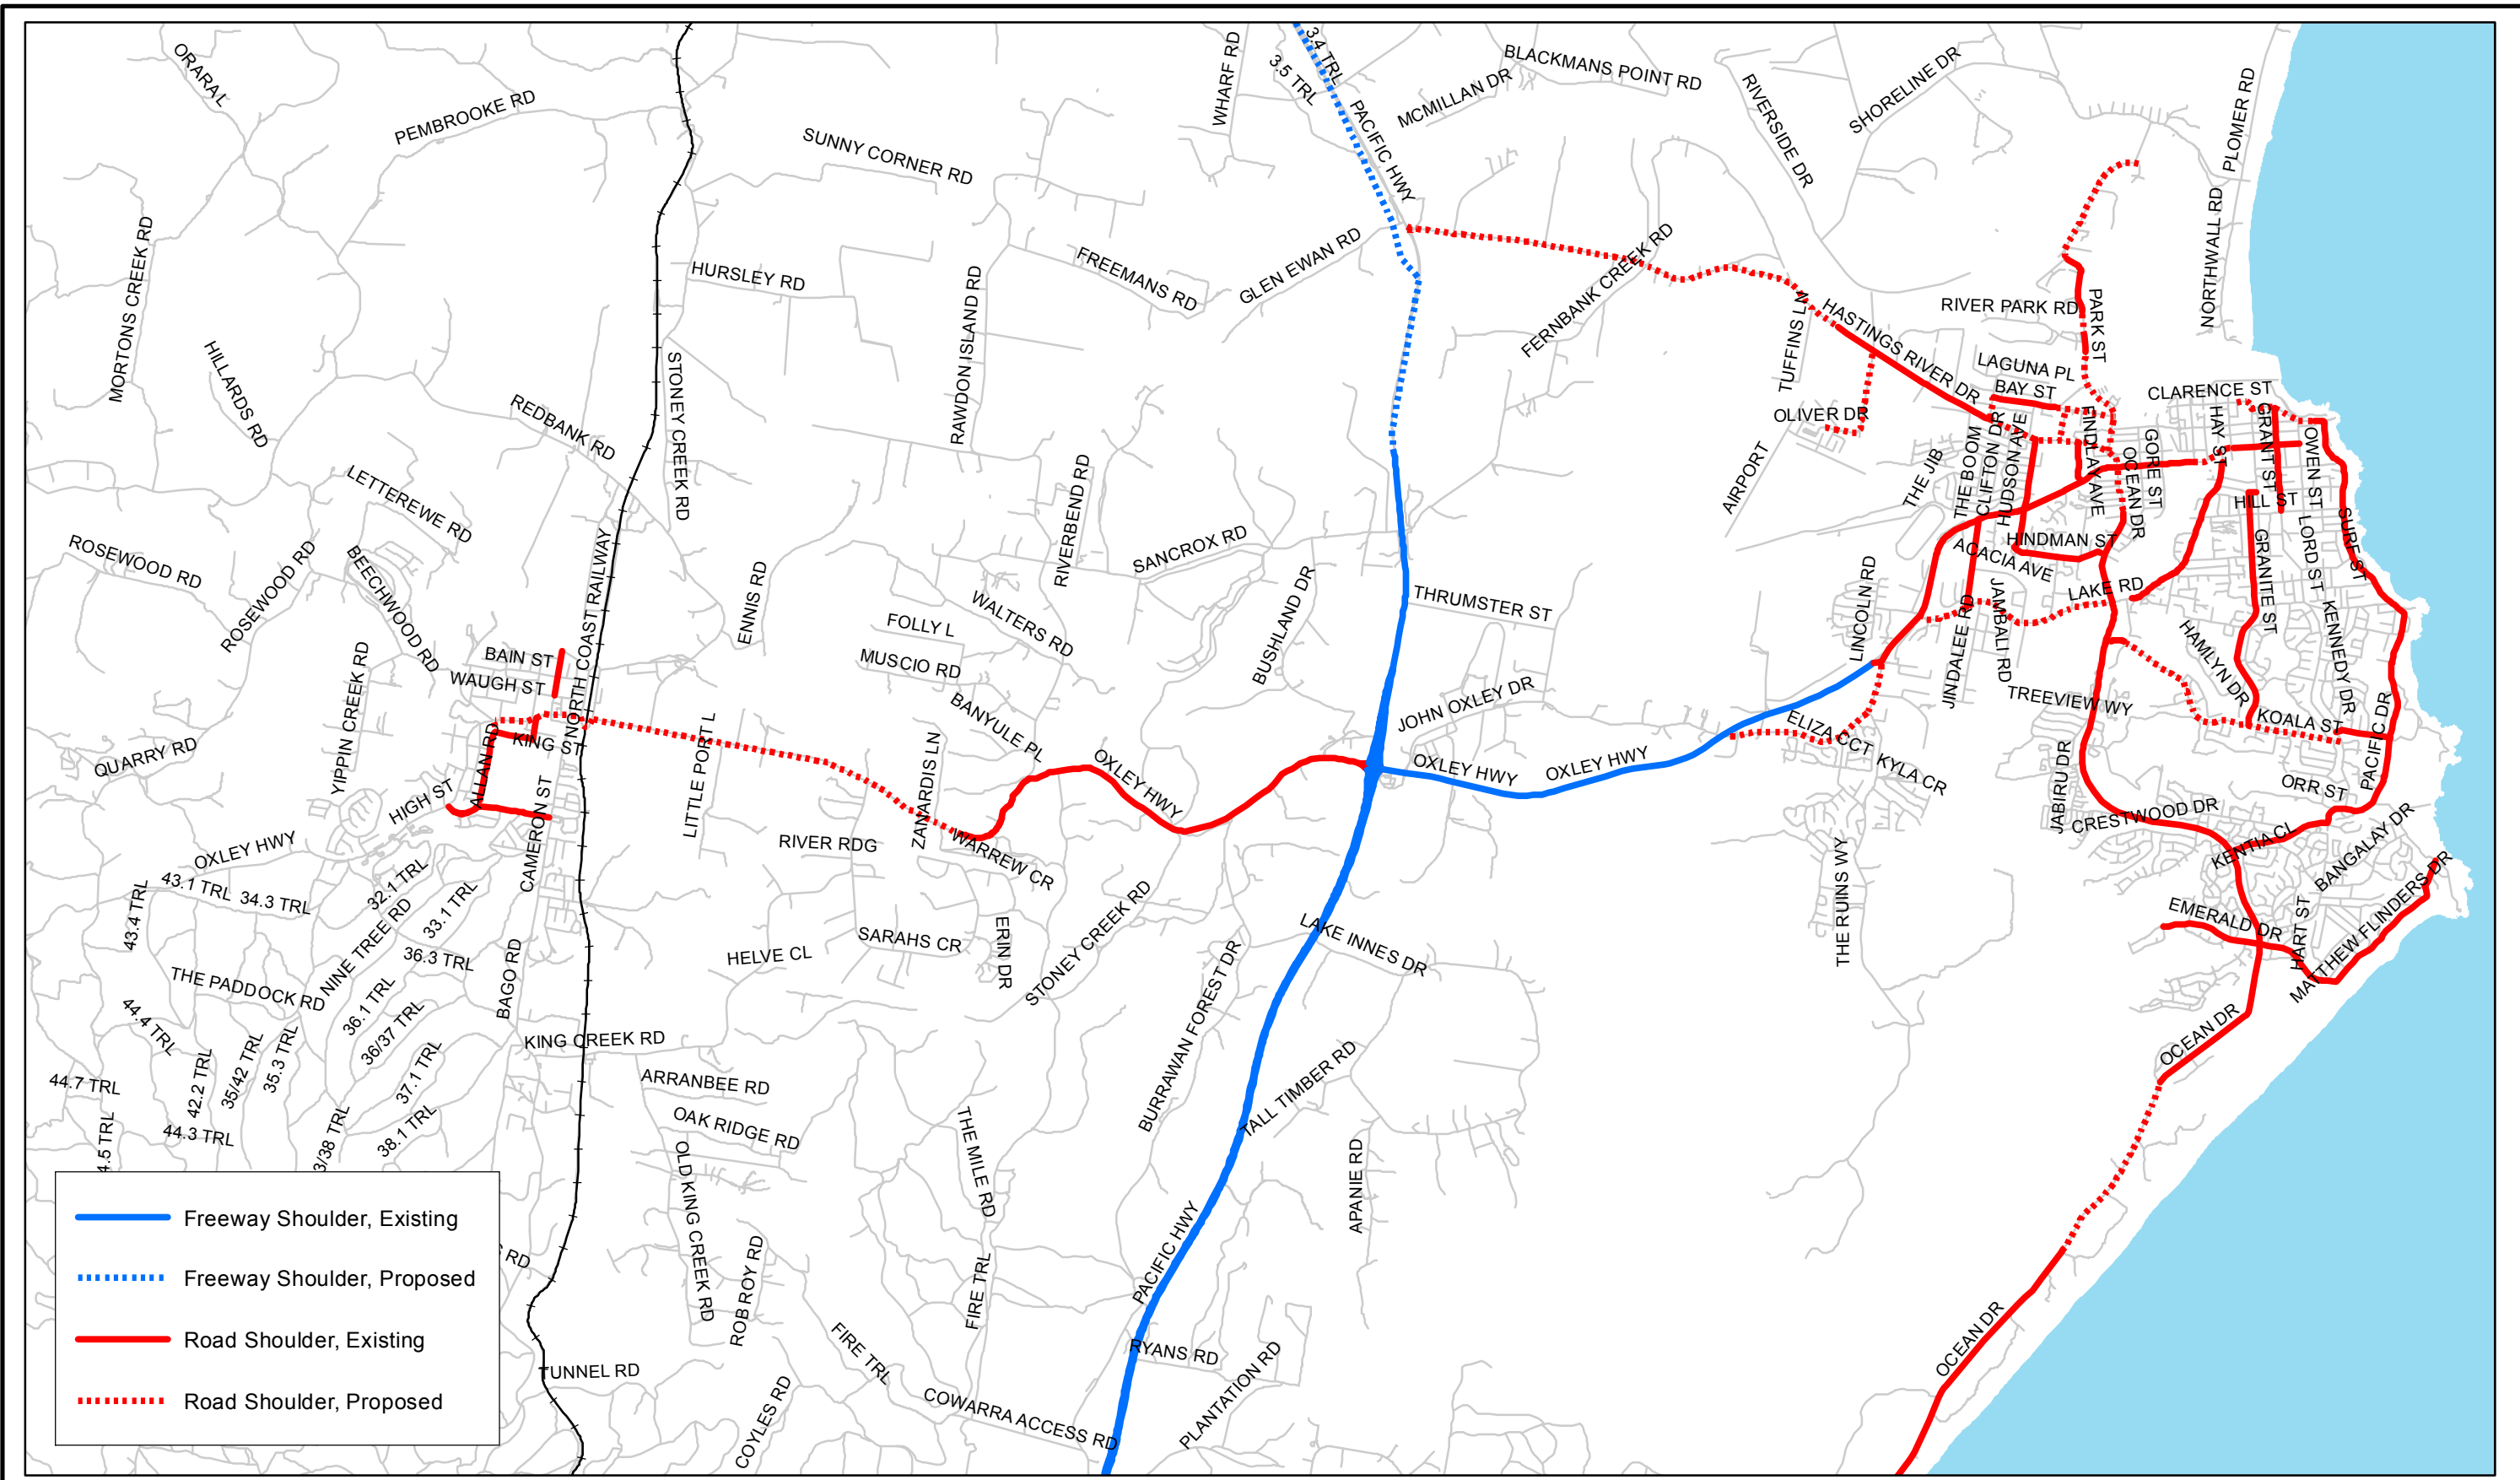 ORARA L
PEMBROOKE RD
SUNNY CORNER RD
WHARF RD
3.4 TRL
3.5 TRL
PACIFIC HWY
MCMILLAN DR
BLACKMANS POINT RD
RIVERSIDE DR
SHORELINE DR
PLOMER RD
NORTHWALL RD
MORTONS CREEK RD
HURSLEY RD
RAWDON ISLAND RD
FREEMANS RD
GLEN EWAN RD
FERNBANK CREEK RD
TUFFINS LN
HASTINGS RIVER DR
RIVER PARK RD
PARK ST
LAGUNA PL
BAY ST
CLARENCE ST
HILLARDS RD
STONEY CREEK RD
REDBANK RD
OLIVER DR
AIRPORT
THE JIB
THE BOOM
CLIFTON DR
HUDSON AVE
FINDLAY AVE
OCEAN DR
GORE ST
HAY ST
GRANT ST
OWEN ST
HILL ST
LORD ST
SURF ST
LETTEREWE RD
ROSEWOOD RD
ROSEWOOD RD
BEECHWOOD RD
NORTH COAST RAILWAY
ENNIS RD
RIVERBEND RD
SANCROX RD
BUSHLAND DR
THRUMSTER ST
LINCOLN RD
ACACIA AVE
HINDMAN ST
JINDALEE RD
JAMBALI RD
LAKE RD
GRANITE ST
KENNEDY DR
HAMLYN DR
FOLLY L
WALTERS RD
MUSCIO RD
BANYULE PL
YIPPIN CREEK RD
BAIN ST
WAUGH ST
QUARRY RD
ALLAN RD
KING ST
HIGH ST
CAMERON ST
LITTLE PORT L
ZANARDIS LN
OXLEY HWY
JOHN OXLEY DR
OXLEY HWY
OXLEY HWY
ELIZA CCT
KYLA CR
TREEVIEW WY
KOALA ST
PACIFIC DR
JABIRU DR
CRESTWOOD DR
ORR ST
KENTIA CL
BANGALAY DR
OXLEY HWY
RIVER RDG
WARREW CR
43.1 TRL
34.3 TRL
32.1 TRL
33.1 TRL
43.4 TRL
NINE TREE RD
36.3 TRL
BAGO RD
HELVE CL
SARAHS CR
ERIN DR
STONEY CREEK RD
BURRAWAN FOREST DR
LAKE INNES DR
THE RUINS WY
EMERALD DR
HART ST
MATTHEW FLINDERS DR
OCEAN DR
THE PADDOCK RD
44.4 TRL
36.1 TRL
36/37 TRL
37.1 TRL
KING CREEK RD
ARRANBEE RD
OAK RIDGE RD
44.7 TRL
42.2 TRL
35/42 TRL
35.3 TRL
44.3 TRL
4.5 TRL
3/38 TRL
38.1 TRL
OLD KING CREEK RD
ROB ROY RD
THE MILE RD
FIRE TRL
FIRE TRL
TALL TIMBER RD
APANIE RD
PACIFIC HWY
RYANS RD
PLANTATION RD
COWARRA ACCESS RD
COYLES RD
TUNNEL RD
RD
OCEAN DR
Freeway Shoulder, Existing
Freeway Shoulder, Proposed
Road Shoulder, Existing
Road Shoulder, Proposed